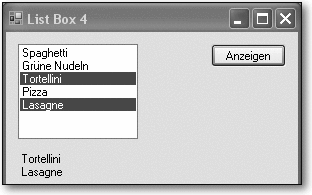 List Box 4
Spaghetti
Grüne Nudeln
Tortellini
Pizza
Lasagne
Anzeigen
Tortellini
Lasagne